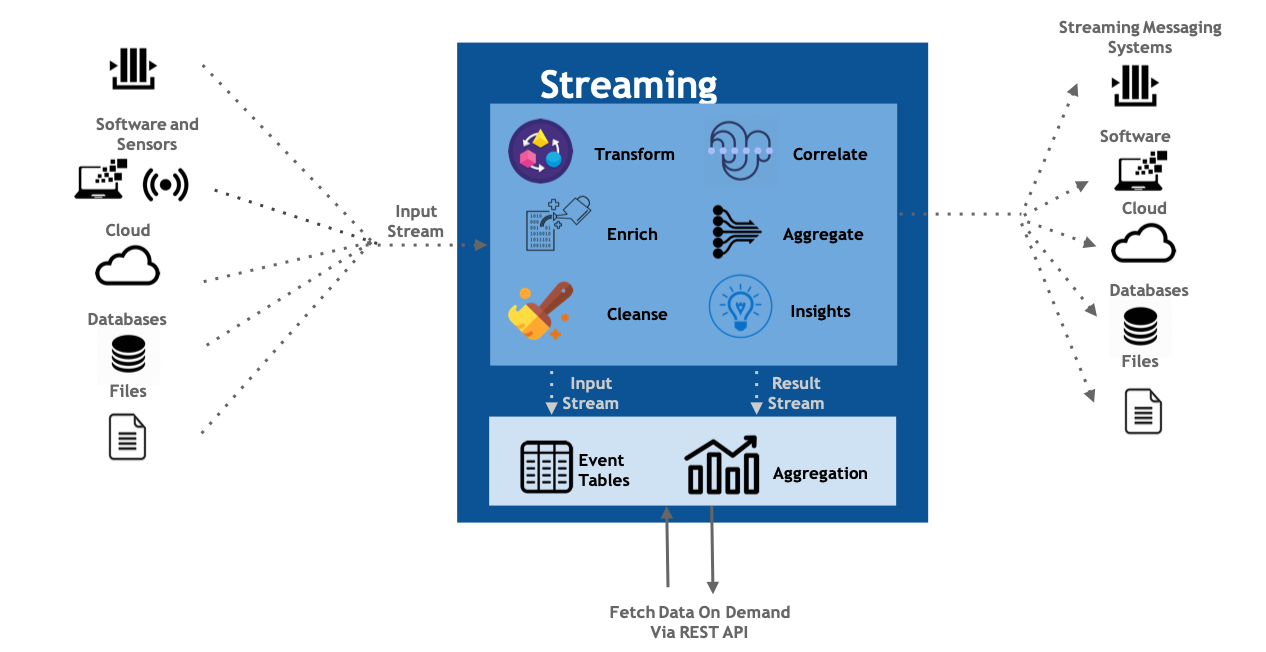 Streaming Messaging
Systems
Software and
Sensors
Cloud
Databases
Files
Input
Stream
Streaming
Transform
Correlate
Enrich
Aggregate
Cleanse
Insights
Input
Stream
Result
Stream
Event
Tables
Aggregation
Fetch Data On Demand
Via REST API
Software
Cloud
Databases
Files